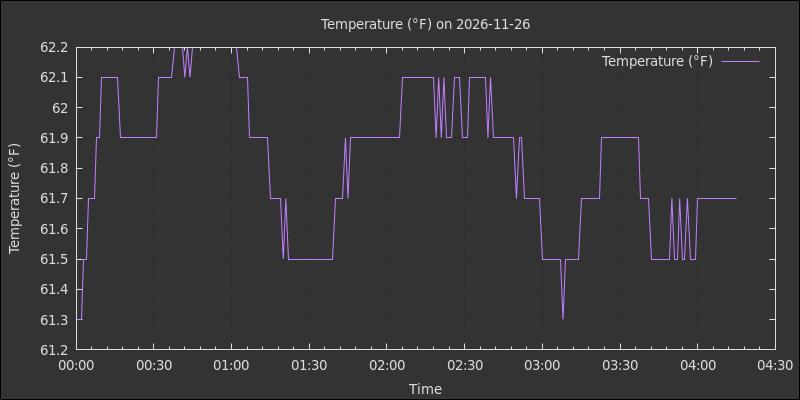 Temperature (°F) on 2026-11-26
Temperature (°F)
62.2
62.1
62
61.9
61.8
61.7
61.6
61.5
61.4
61.3
61.2
Temperature (°F)
00:00 00:30 01:00 01:30 02:00 02:30 03:00 03:30 04:00 04:30
Time